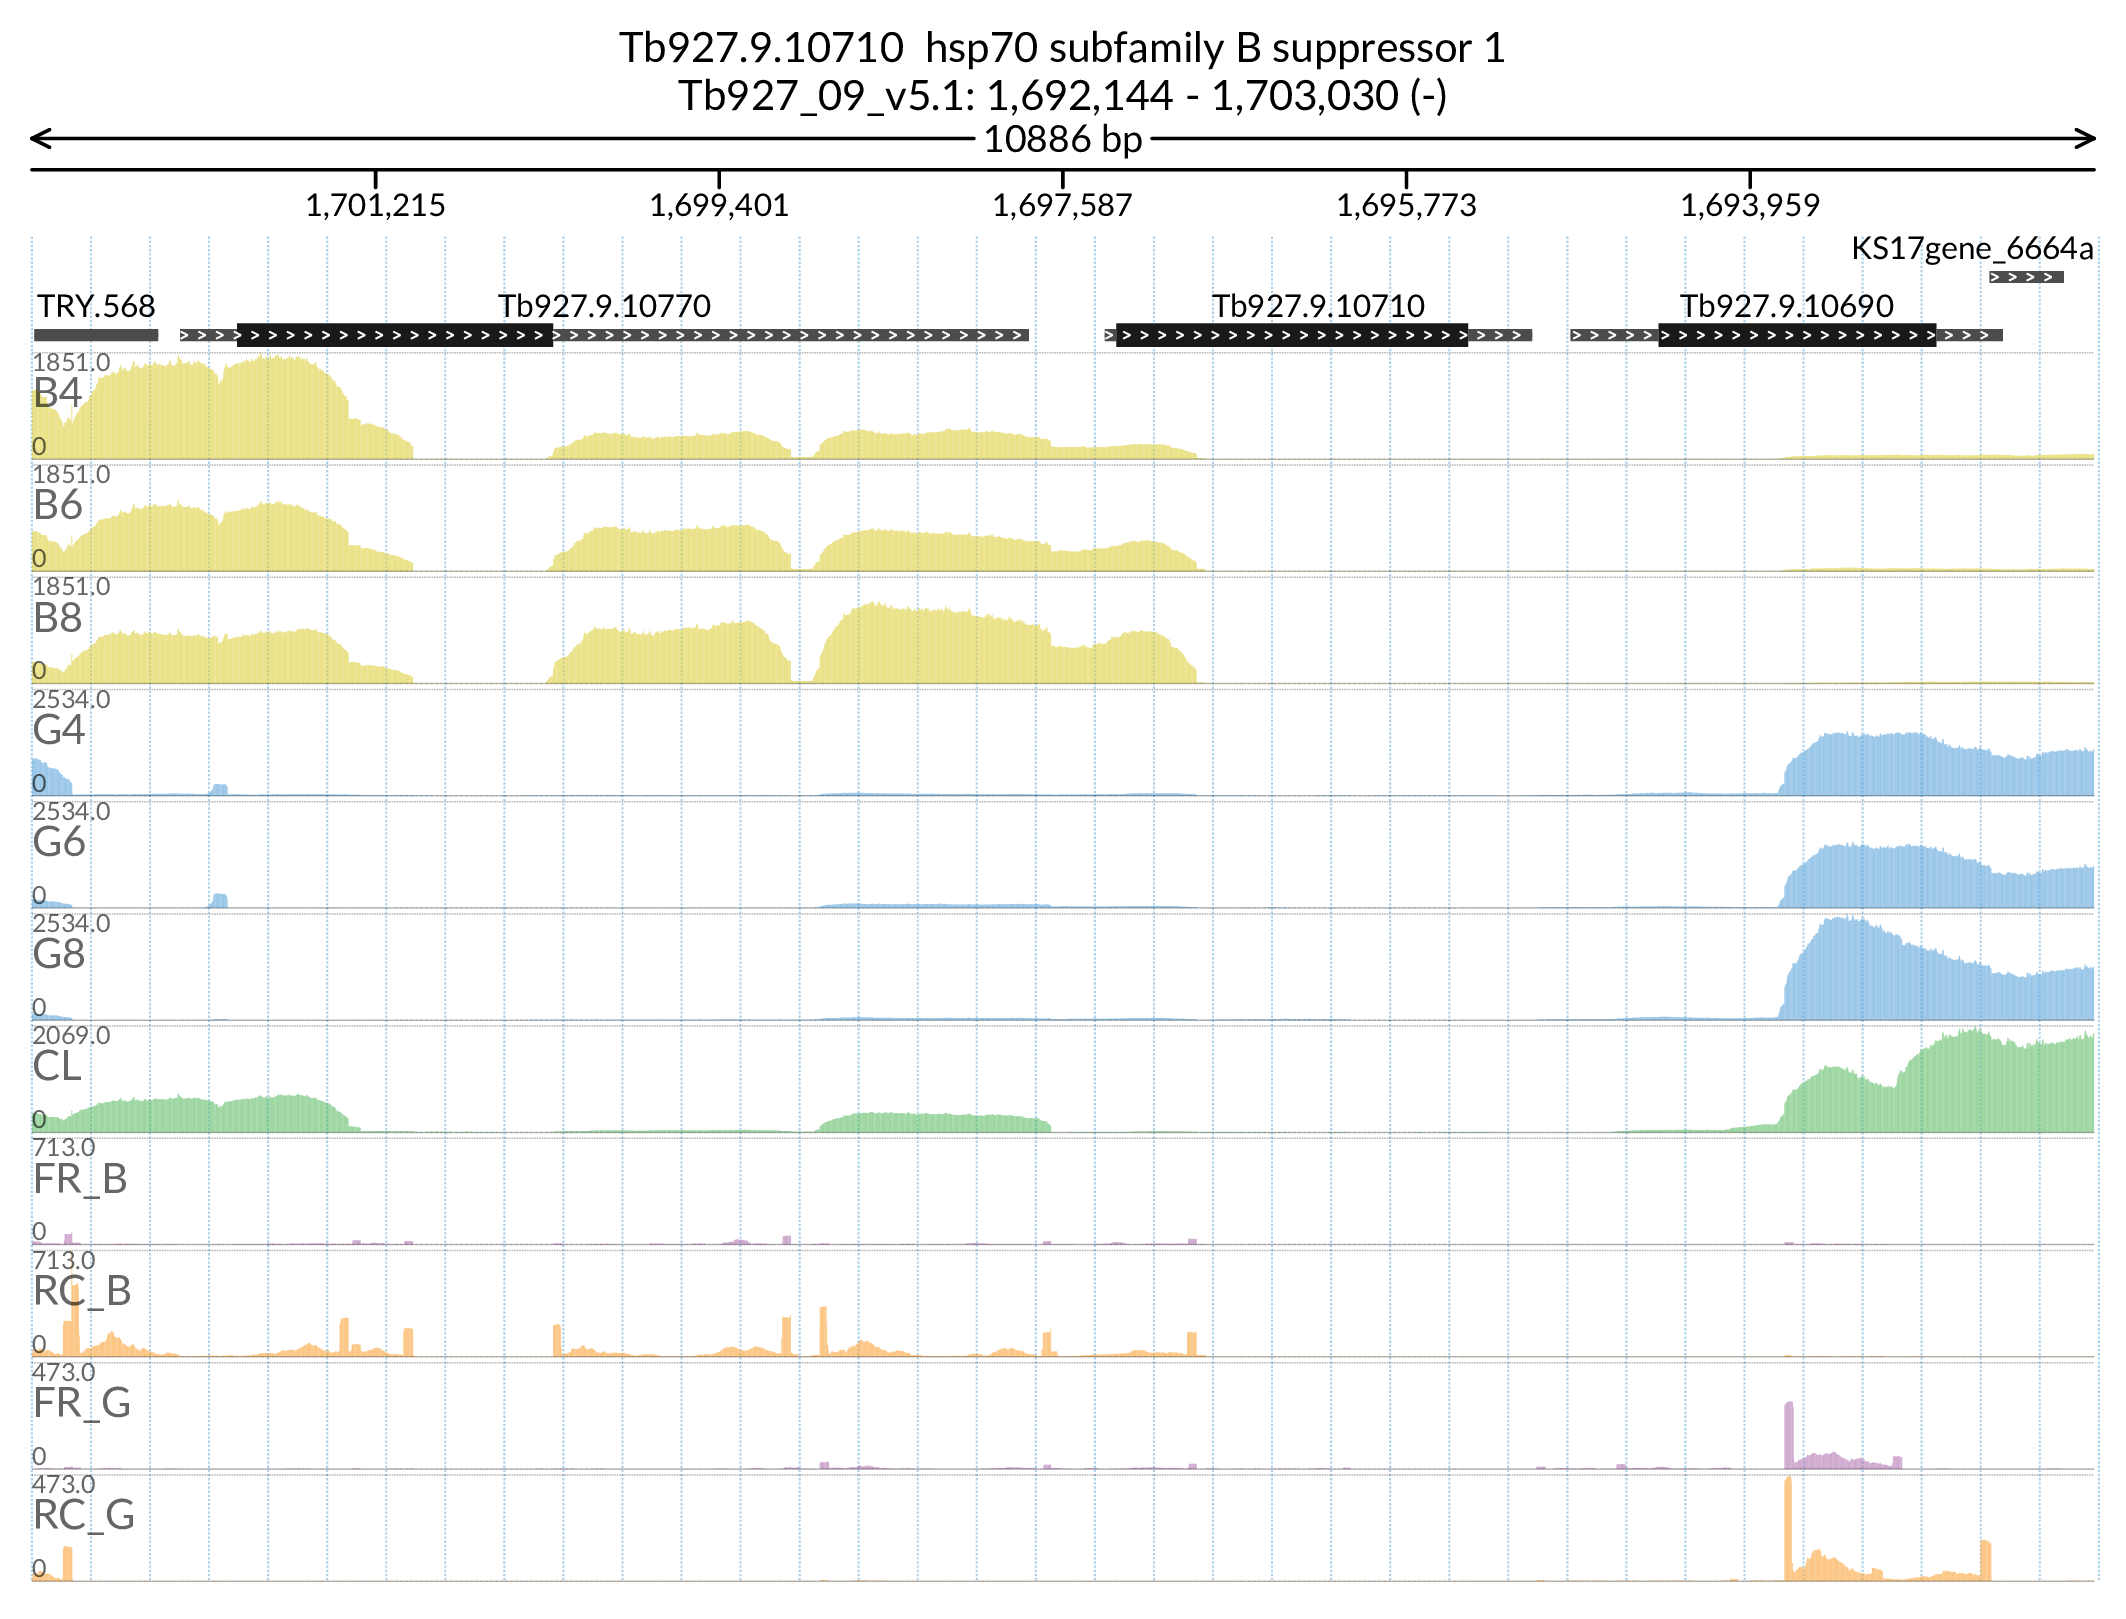 Tb927.9.10710  hsp70 subfamily B suppressor 1
Tb927_09_v5.1: 1,692,144 - 1,703,030 (-)
10886 bp
1,701,215 1,699,401 1,697,587 1,695,773 1,693,959
KS17gene_6664a
TRY.568 Tb927.9.10770 Tb927.9.10710 Tb927.9.10690
1851.0
B4
0
1851.0
B6
0
1851.0
B8
0
2534.0
G4
0
2534.0
G6
0
2534.0
G8
0
2069.0
CL
0
713.0
FR_B
0
713.0
RC_B
0
473.0
FR_G
0
473.0
RC_G
0